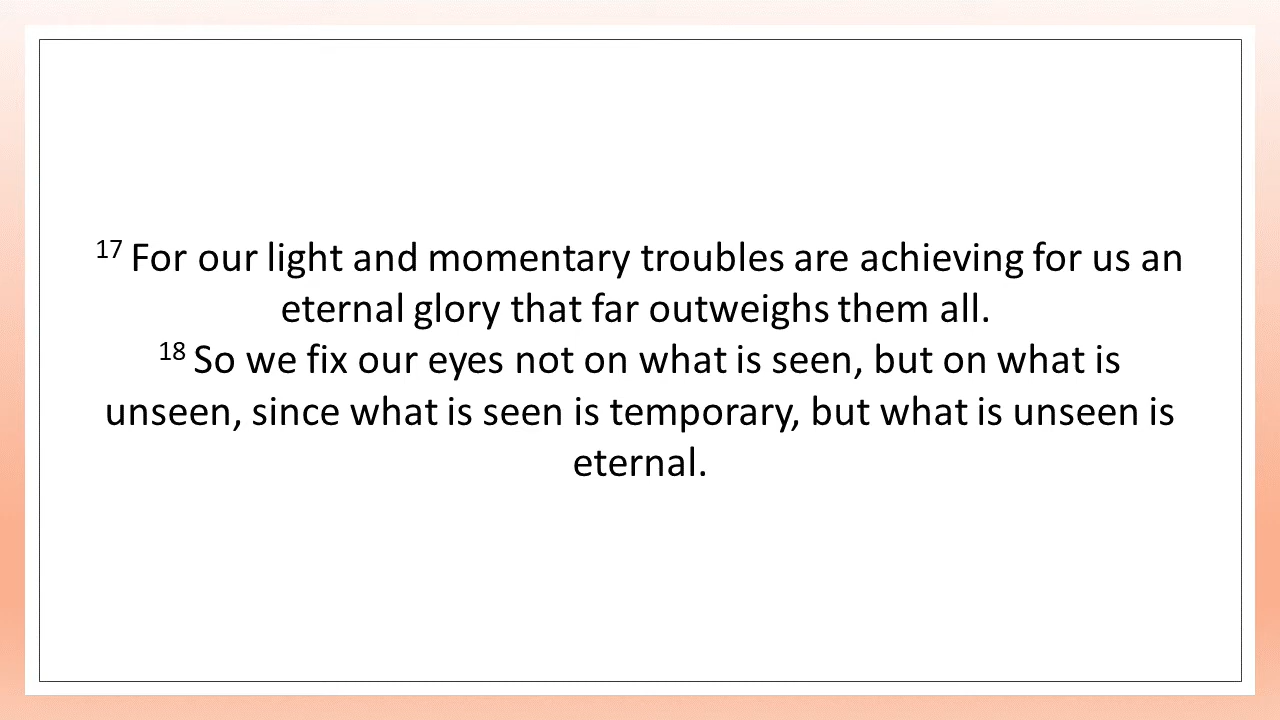 17 For our light and momentary troubles are achieving for us an
eternal glory that far outweighs them all.
18 So we fix our eyes not on what is seen, but on what is
unseen, since what is seen is temporary, but what is unseen is
eternal.